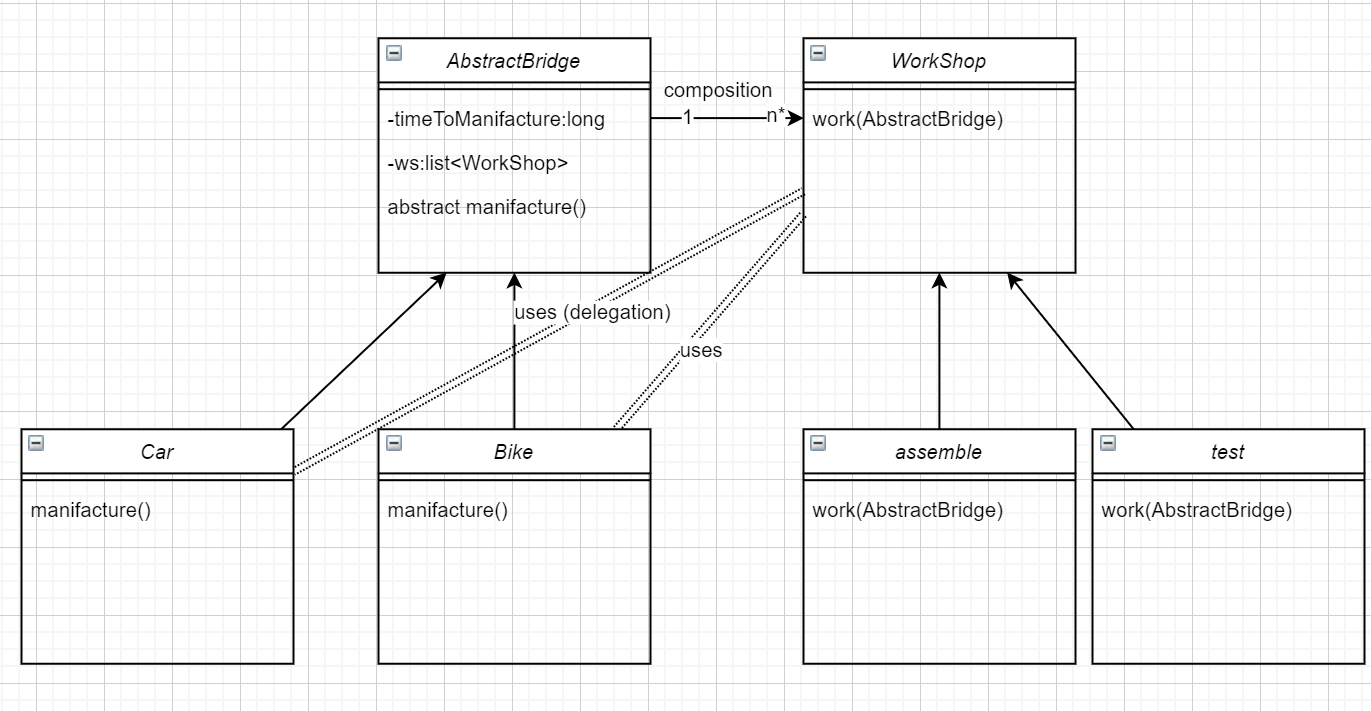 AbstractBridge
-timeToManifacture:long
-ws:list<WorkShop>
abstract manifacture()
composition
1
n*
WorkShop
work(AbstractBridge)
uses (delegation)
uses
Car
manifacture()
Bike
manifacture()
assemble
work(AbstractBridge)
test
work(AbstractBridge)